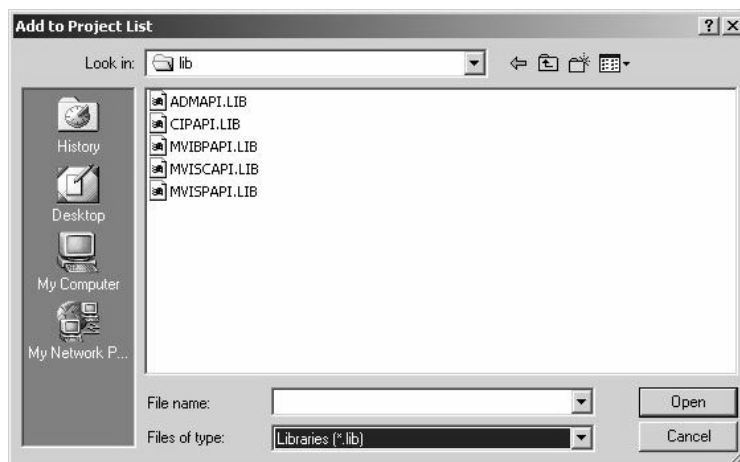 Add to Project List
Look in: lib
ADMAPI.LIB
CIPAPI.LIB
MVIBPAPI.LIB
MVISCAPI.LIB
MVISPAPI.LIB
History
Desktop
My Computer
My Network P...
File name:
Open
Files of type: Libraries (*.lib)
Cancel